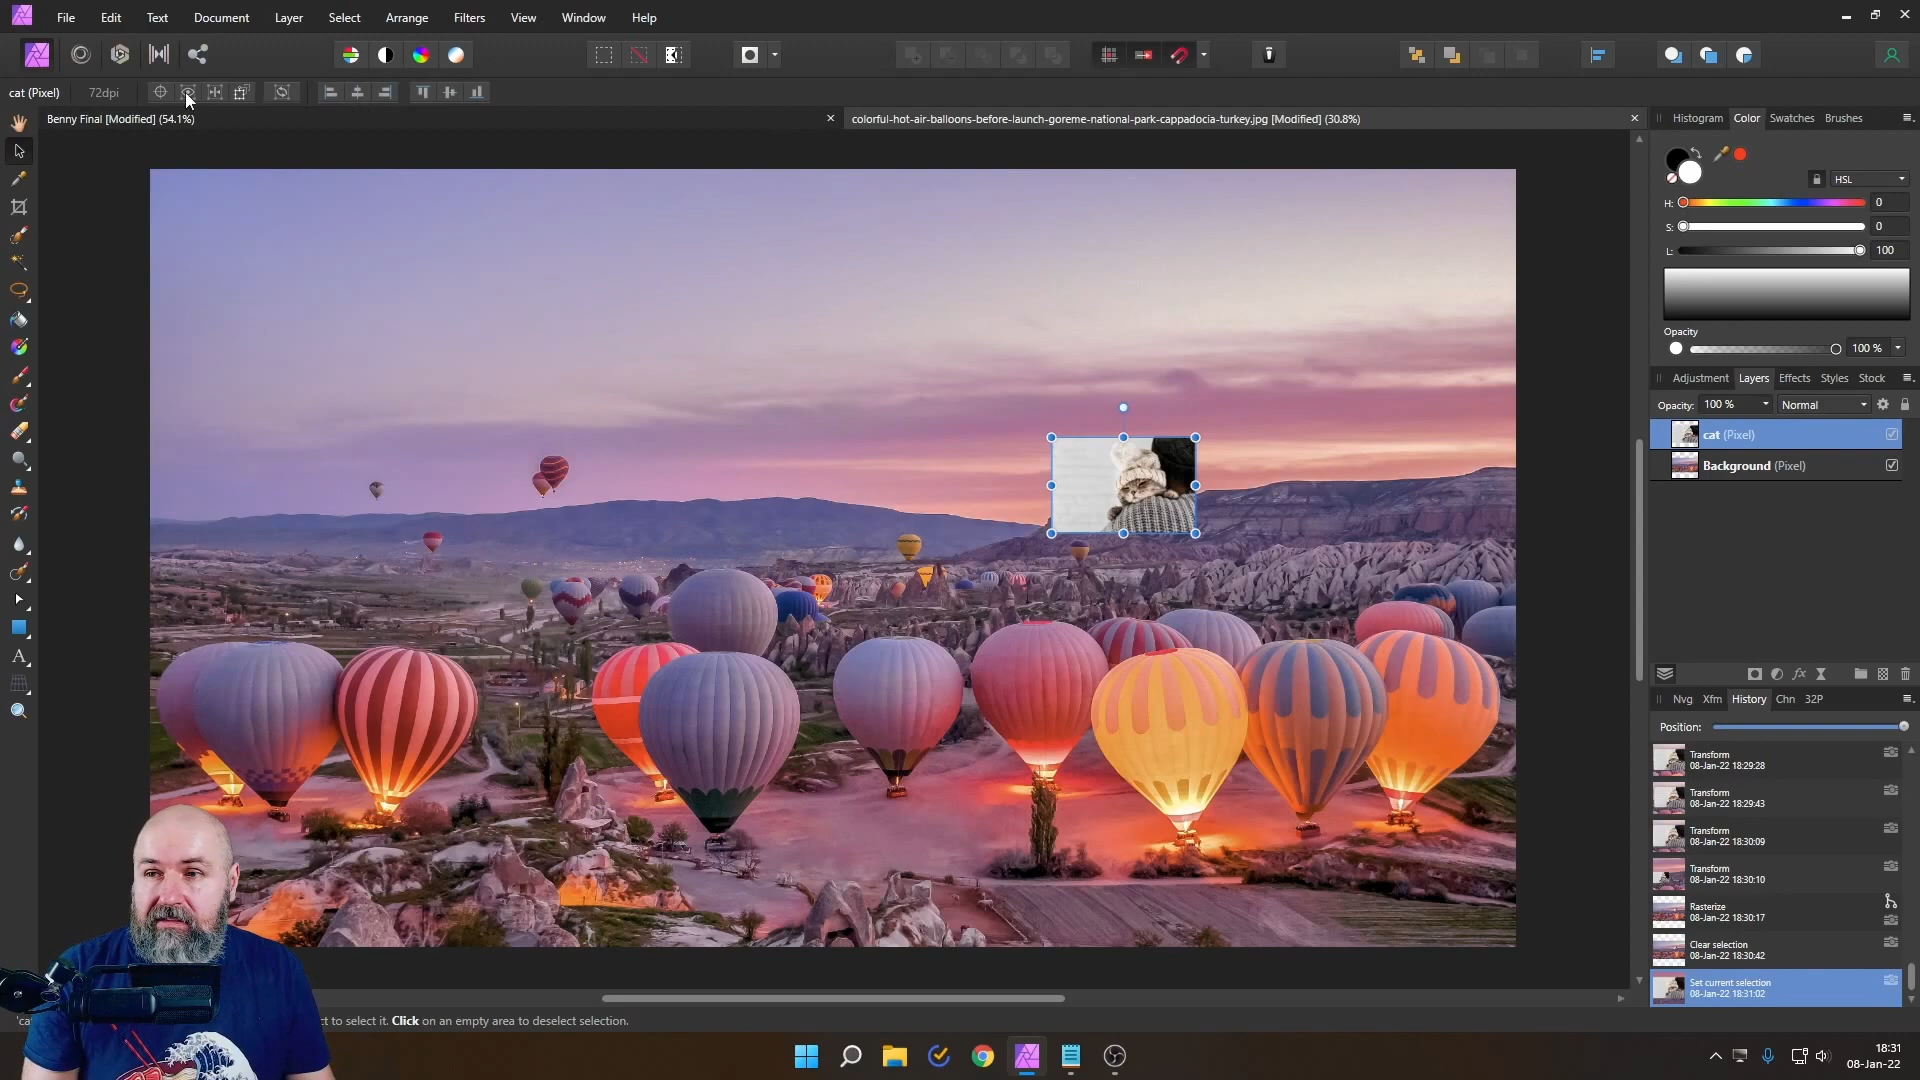 File Edit Text Document Layer Select Arrange Filters View Window Help
cat (Pixel) 72dpi
Benny Final [Modified] (54.1%)
colorful-hot-air-balloons-before-launch-goreme-national-park-cappadocia-turkey.jpg [Modified] (30.8%)
Histogram Color Swatches Brushes
HSL
H: 0
S: 0
L: 100
Opacity
100 %
Adjustment Layers Effects Styles Stock
Opacity: 100 % Normal
cat (Pixel)
Background (Pixel)
Nvg Xfm History Chn 32P
Position:
Transform
08-Jan-22 18:29:28
Transform
08-Jan-22 18:29:43
Transform
08-Jan-22 18:30:09
Transform
08-Jan-22 18:30:10
Rasterize
08-Jan-22 18:30:17
Clear selection
08-Jan-22 18:30:42
Set current selection
08-Jan-22 18:31:02
to select it. Click on an empty area to deselect selection.
18:31
08-Jan-22